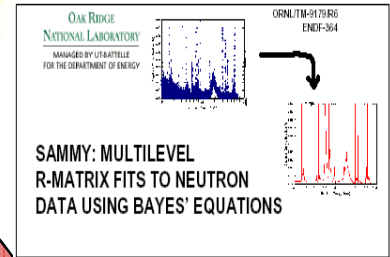 OAK RIDGE
NATIONAL LABORATORY
MANAGED BY UT-BATTELLE
FOR THE DEPARTMENT OF ENERGY
ORNL/TM-9179/R6
ENDF-364
SAMMY: MULTILEVEL
R-MATRIX FITS TO NEUTRON
DATA USING BAYES' EQUATIONS